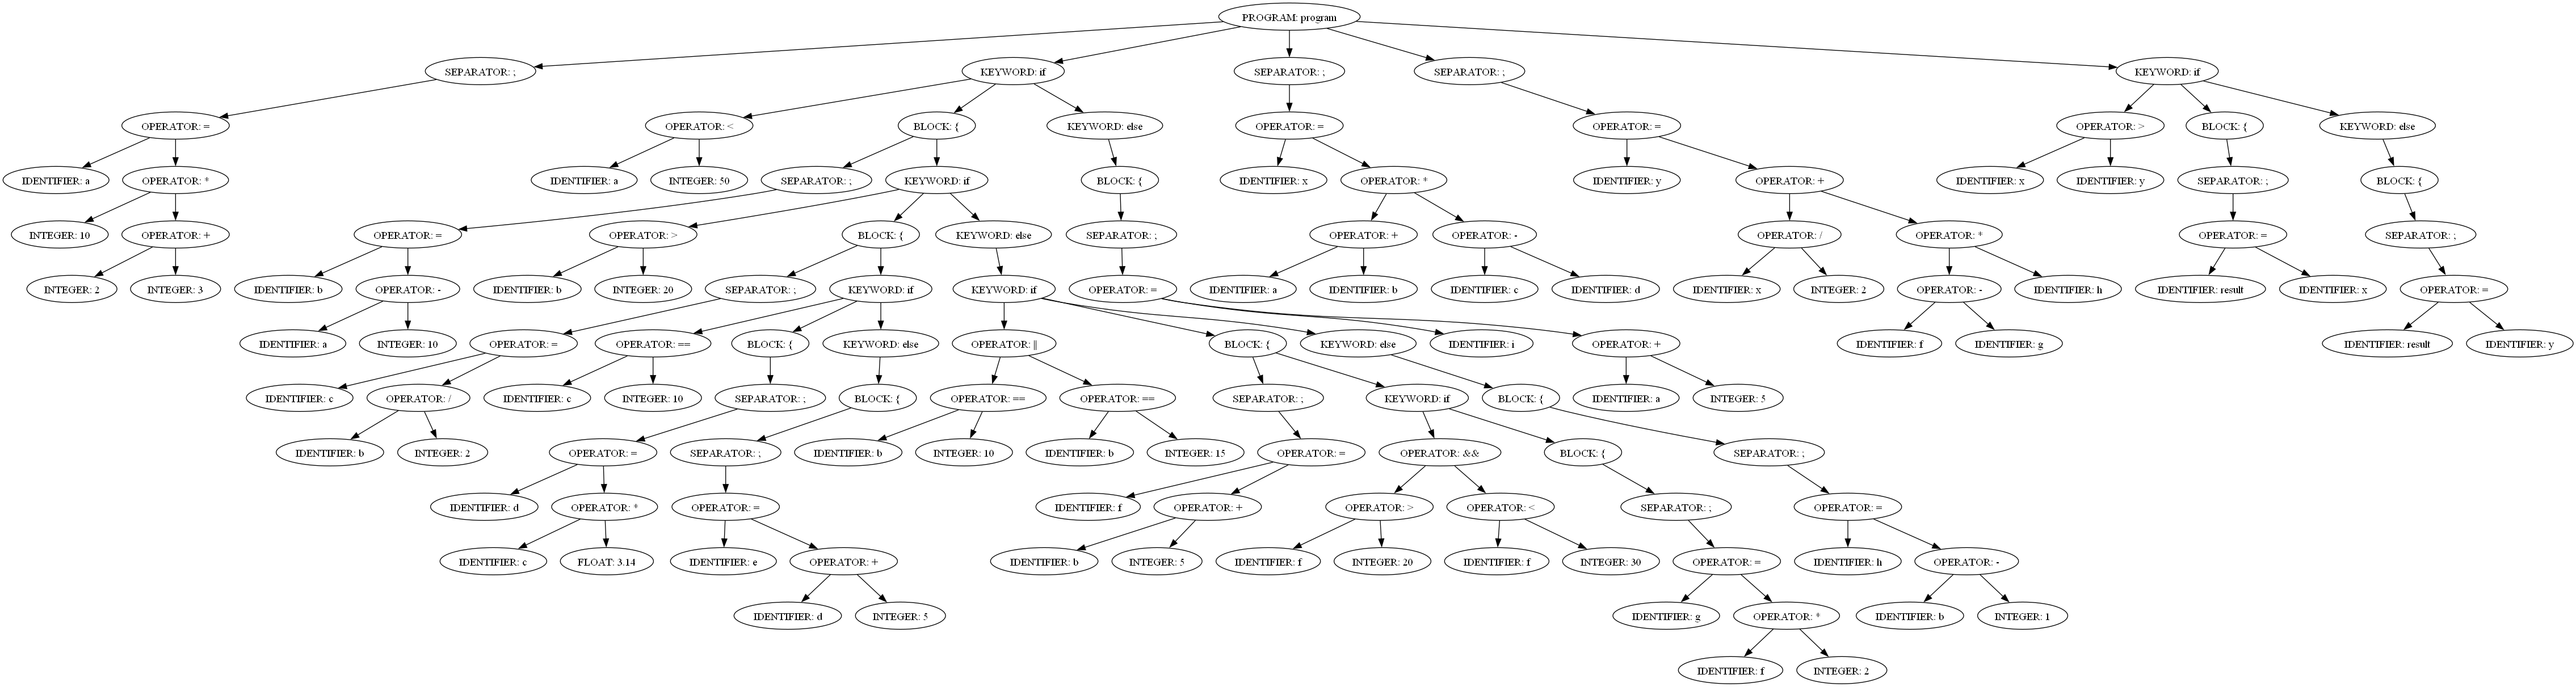 PROGRAM: program
SEPARATOR: ; KEYWORD: if SEPARATOR: ; SEPARATOR: ; KEYWORD: if
OPERATOR: = OPERATOR: < BLOCK: { KEYWORD: else OPERATOR: = OPERATOR: = OPERATOR: > BLOCK: { KEYWORD: else
IDENTIFIER: a OPERATOR: * IDENTIFIER: a INTEGER: 50 SEPARATOR: ; KEYWORD: if BLOCK: { IDENTIFIER: x OPERATOR: * IDENTIFIER: y OPERATOR: + IDENTIFIER: x IDENTIFIER: y SEPARATOR: ; BLOCK: {
INTEGER: 10 OPERATOR: + OPERATOR: = OPERATOR: > BLOCK: { KEYWORD: else SEPARATOR: ; OPERATOR: + OPERATOR: - OPERATOR: / OPERATOR: * OPERATOR: = SEPARATOR: ;
INTEGER: 2 INTEGER: 3 IDENTIFIER: b OPERATOR: - IDENTIFIER: b INTEGER: 20 SEPARATOR: ; KEYWORD: if KEYWORD: if OPERATOR: = IDENTIFIER: a IDENTIFIER: b IDENTIFIER: c IDENTIFIER: d IDENTIFIER: x INTEGER: 2 OPERATOR: - IDENTIFIER: h IDENTIFIER: result IDENTIFIER: x OPERATOR: =
IDENTIFIER: a INTEGER: 10 OPERATOR: = OPERATOR: == BLOCK: { KEYWORD: else OPERATOR: || BLOCK: { KEYWORD: else IDENTIFIER: i OPERATOR: + IDENTIFIER: f IDENTIFIER: g IDENTIFIER: result IDENTIFIER: y
IDENTIFIER: c OPERATOR: / IDENTIFIER: c INTEGER: 10 SEPARATOR: ; BLOCK: { OPERATOR: == OPERATOR: == SEPARATOR: ; KEYWORD: if BLOCK: { IDENTIFIER: a INTEGER: 5
IDENTIFIER: b INTEGER: 2 OPERATOR: = SEPARATOR: ; IDENTIFIER: b INTEGER: 10 IDENTIFIER: b INTEGER: 15 OPERATOR: = OPERATOR: && BLOCK: { SEPARATOR: ;
IDENTIFIER: d OPERATOR: * OPERATOR: = IDENTIFIER: f OPERATOR: + OPERATOR: > OPERATOR: < SEPARATOR: ; OPERATOR: =
IDENTIFIER: c FLOAT: 3.14 IDENTIFIER: e OPERATOR: + IDENTIFIER: b INTEGER: 5 IDENTIFIER: f INTEGER: 20 IDENTIFIER: f INTEGER: 30 OPERATOR: = IDENTIFIER: h OPERATOR: -
IDENTIFIER: d INTEGER: 5 IDENTIFIER: g OPERATOR: * IDENTIFIER: b INTEGER: 1
IDENTIFIER: f INTEGER: 2